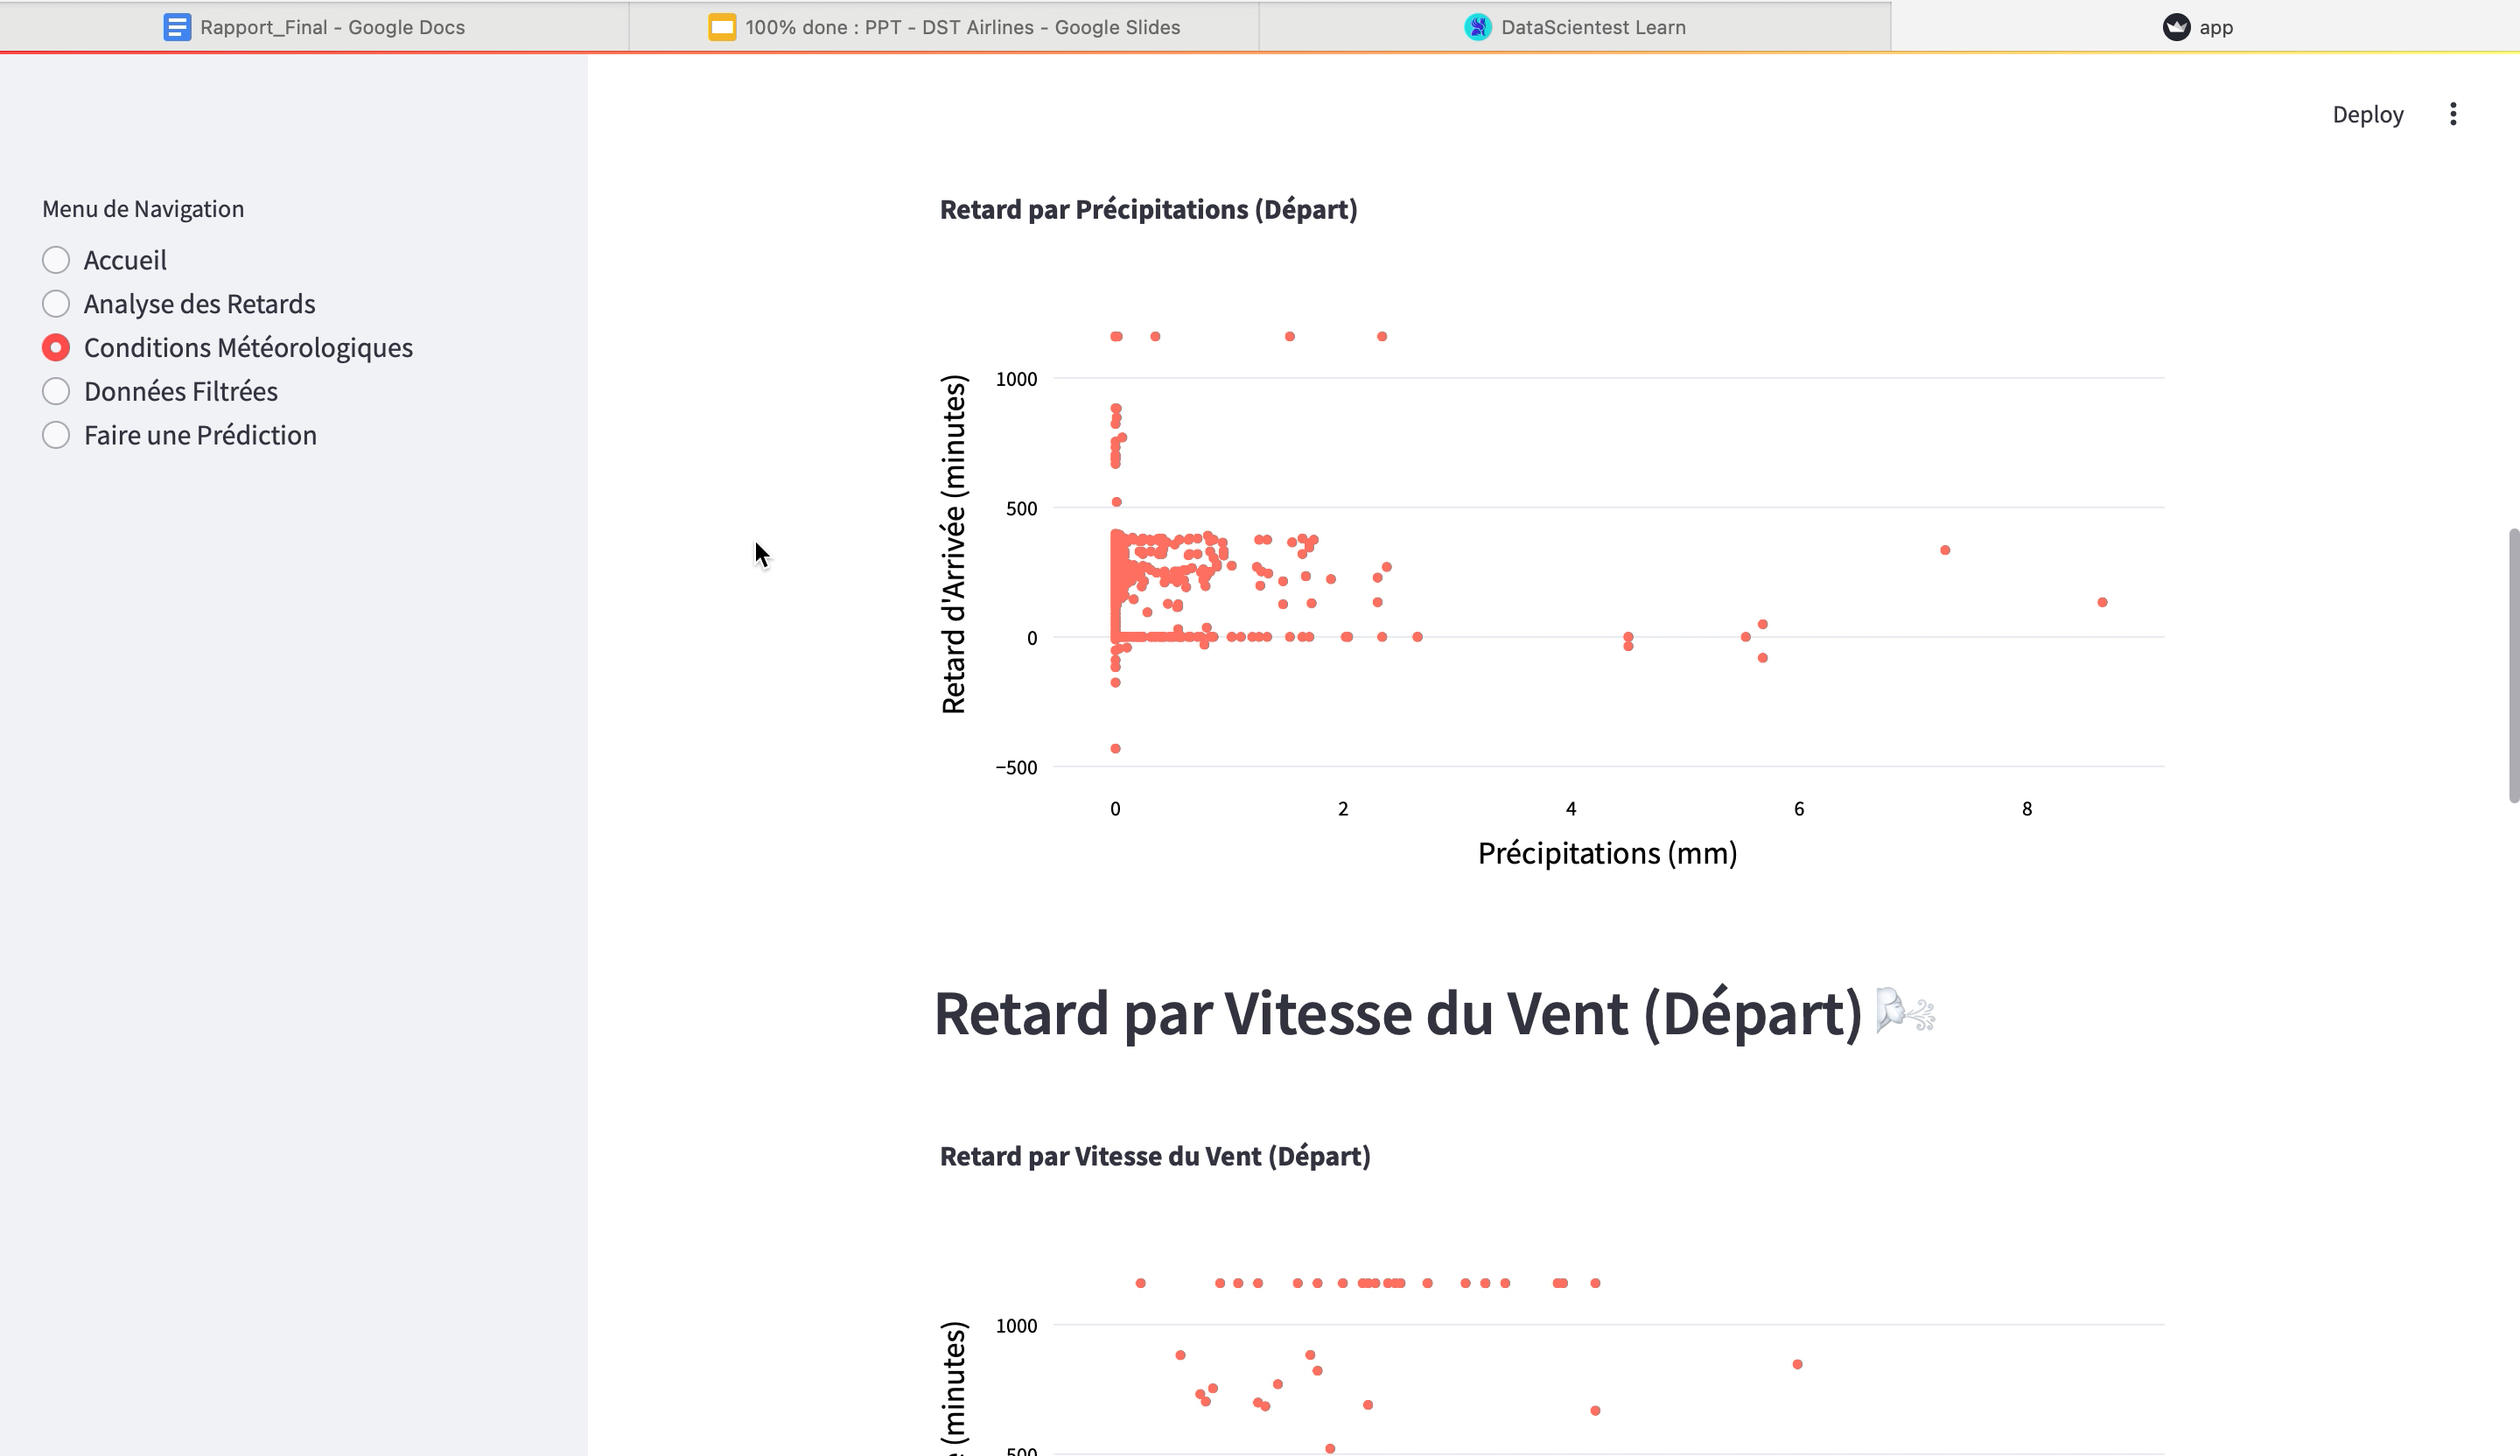 Rapport_Final - Google Docs
100% done : PPT - DST Airlines - Google Slides
DataScientest Learn
app
Deploy
Menu de Navigation
Accueil
Analyse des Retards
Conditions Météorologiques
Données Filtrées
Faire une Prédiction
Retard par Précipitations (Départ)
Retard d'Arrivée (minutes)
1000
500
0
−500
0 2 4 6 8
Précipitations (mm)
Retard par Vitesse du Vent (Départ)
Retard par Vitesse du Vent (Départ)
(minutes)
1000
500